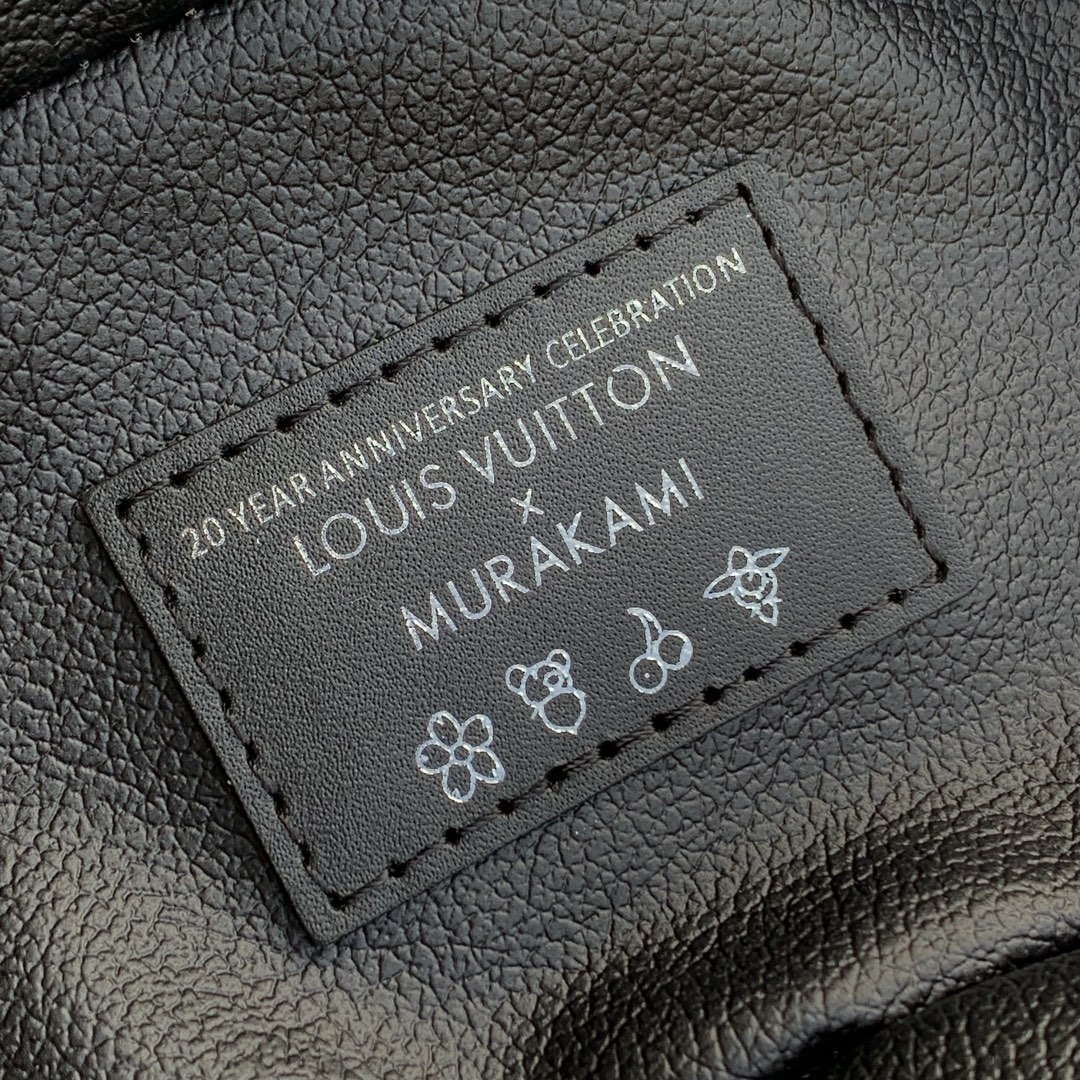 20 YEAR ANNIVERSARY CELEBRATION
LOUIS VUITTON
×
MURAKAMI